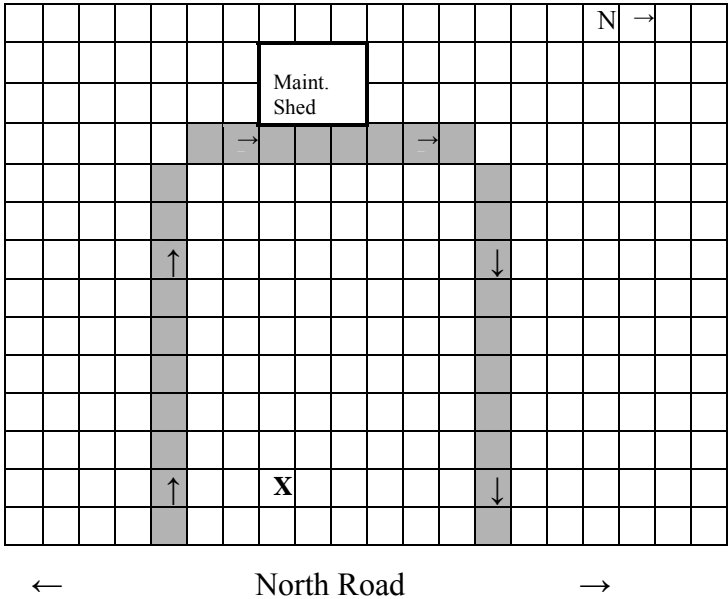 N →
Maint.
Shed
→ →
↑ ↓
↑ X ↓
← North Road →